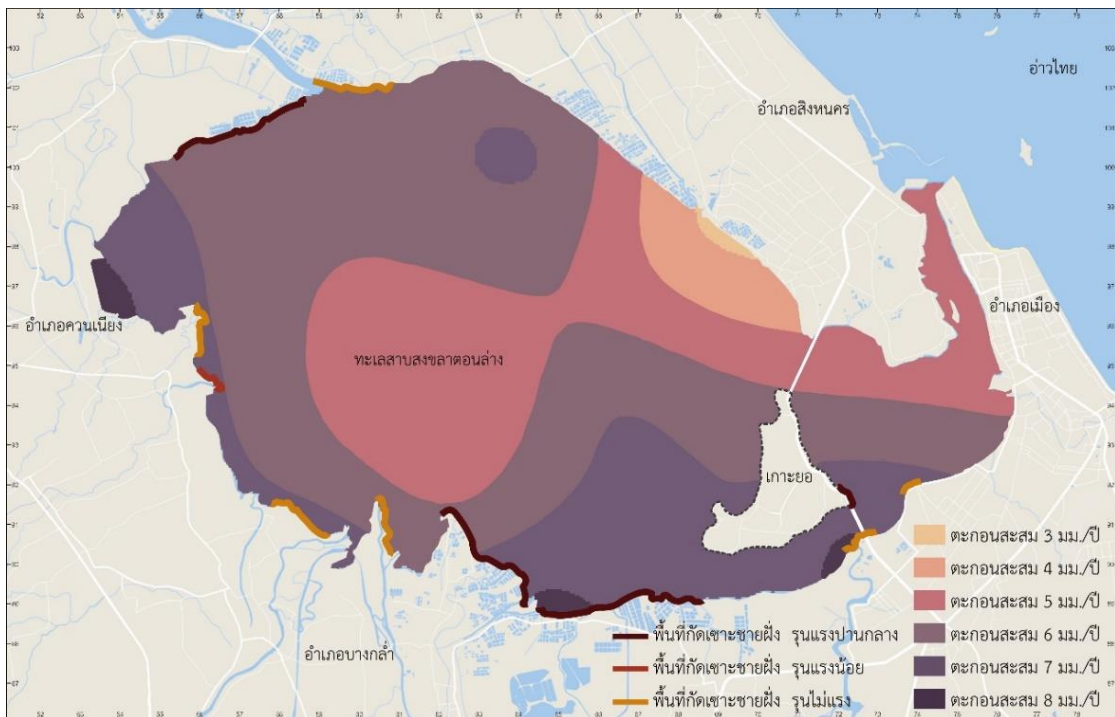 อ่าวไทย
อำเภอสิงหนคร
อำเภอเมือง
อำเภอควนเนียง
ทะเลสาบสงขลาตอนล่าง
เกาะยอ
อำเภอบางกล่ำ
พื้นที่กัดเซาะชายฝั่ง รุนแรงปานกลาง
พื้นที่กัดเซาะชายฝั่ง รุนแรงน้อย
พื้นที่กัดเซาะชายฝั่ง รุนไม่แรง
ตะกอนสะสม 3 มม./ปี
ตะกอนสะสม 4 มม./ปี
ตะกอนสะสม 5 มม./ปี
ตะกอนสะสม 6 มม./ปี
ตะกอนสะสม 7 มม./ปี
ตะกอนสะสม 8 มม./ปี